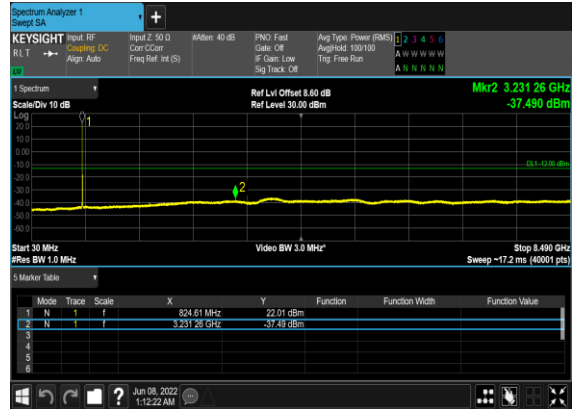 Spectrum Analyzer 1
Swept SA
+
KEYSIGHT Input: RF Input Z: 50 Ω #Atten: 40 dB PNO: Fast Avg Type: Power (RMS) 1 2 3 4 5 6
RLT Coupling: DC Corr CCorr Gate: Off Avg|Hold: 100/100 A W W W W W
Align: Auto Freq Ref: Int (S) IF Gain: Low Trig: Free Run
Sig Track: Off A N N N N N
1 Spectrum Ref Lvl Offset 8.60 dB Mkr2 3.231 26 GHz
Scale/Div 10 dB Ref Level 30.00 dBm -37.490 dBm
Log
1
20.0
10.0
0.00
-10.0
DL1 -13.00 dBm
-20.0
-30.0
2
-40.0
-50.0
-60.0
Start 30 MHz Video BW 3.0 MHz* Stop 8.490 GHz
#Res BW 1.0 MHz Sweep ~17.2 ms (40001 pts)
5 Marker Table
Mode Trace Scale X Y Function Function Width Function Value
1 N 1 f 824.61 MHz 22.01 dBm
2 N 1 f 3.231 26 GHz -37.49 dBm
3
4
5
6
? Jun 08, 2022
1:12:22 AM